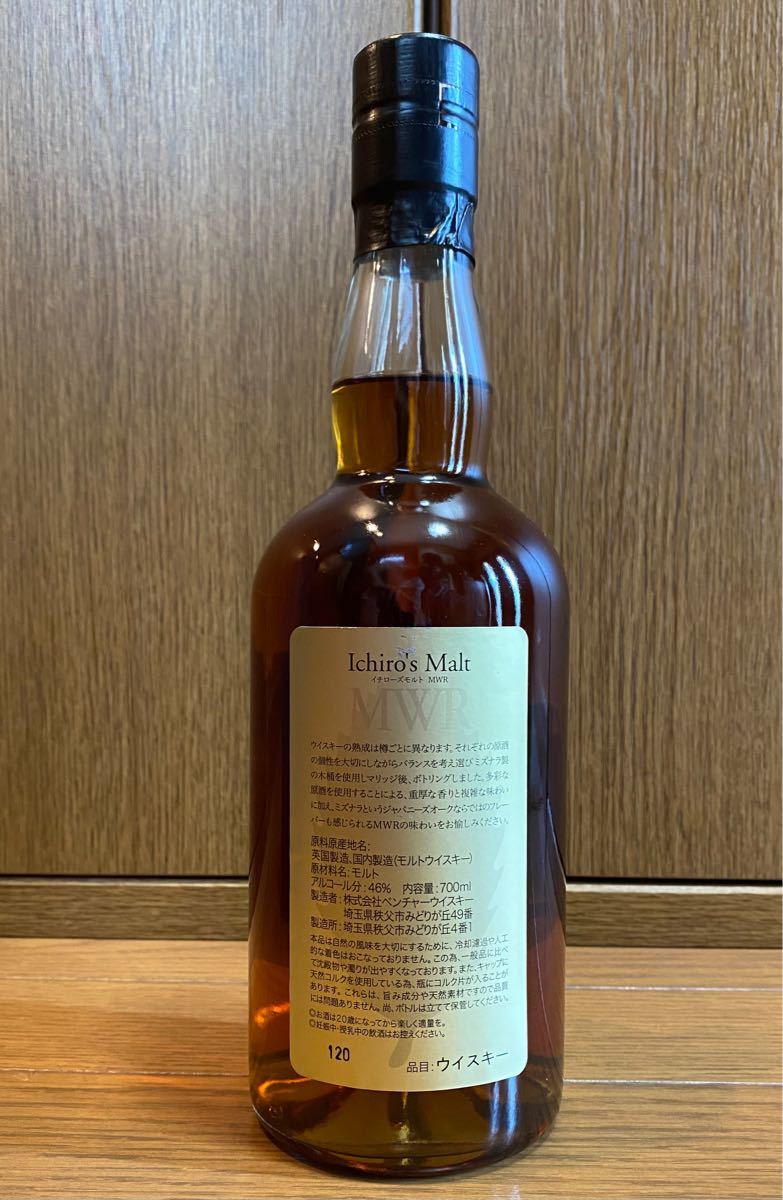 Ichiro's Malt
イチローズモルト MWR
MWR
ウイスキーの熟成は樽ごとに異なります。それぞれの原酒
の個性を大切にしながらバランスを考え選びミズナラ製
の木桶を使用しマリッジ後、ボトリングしました。多彩な
原酒を使用することによる、重厚な香りと複雑な味わい
に加え、ミズナラというジャパニーズオークならではのフレー
バーも感じられるMWRの味わいをお愉しみください。
原料原産地名:
英国製造、国内製造(モルトウイスキー)
原材料名:モルト
アルコール分:46% 内容量:700ml
製造者:株式会社ベンチャーウイスキー
埼玉県秩父市みどりが丘49番
製造所:埼玉県秩父市みどりが丘4番1
本品は自然の風味を大切にするために、冷却濾過や人工
的な着色はおこなっておりません。この為、一般品に比べ
て沈殿物や濁りが出やすくなっております。また、キャップに
天然コルクを使用している為、瓶にコルク片が入ることが
あります。これらは、旨み成分や天然素材ですので品質
には問題ありません。尚、ボトルは立てて保管してください。
◎お酒は20歳になってから楽しく適量を。
◎妊娠中・授乳中の飲酒はお控えください。
120
品目:ウイスキー